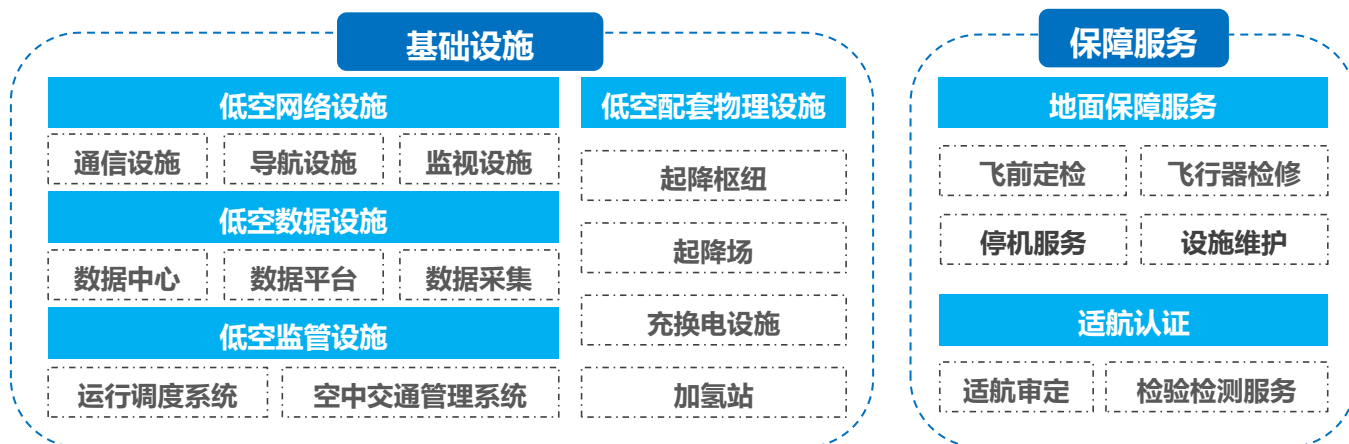 基础设施
低空网络设施
通信设施
导航设施
监视设施
低空数据设施
数据中心
数据平台
数据采集
低空监管设施
运行调度系统
空中交通管理系统
低空配套物理设施
起降枢纽
起降场
充换电设施
加氢站
保障服务
地面保障服务
飞前定检
飞行器检修
停机服务
设施维护
适航认证
适航审定
检验检测服务